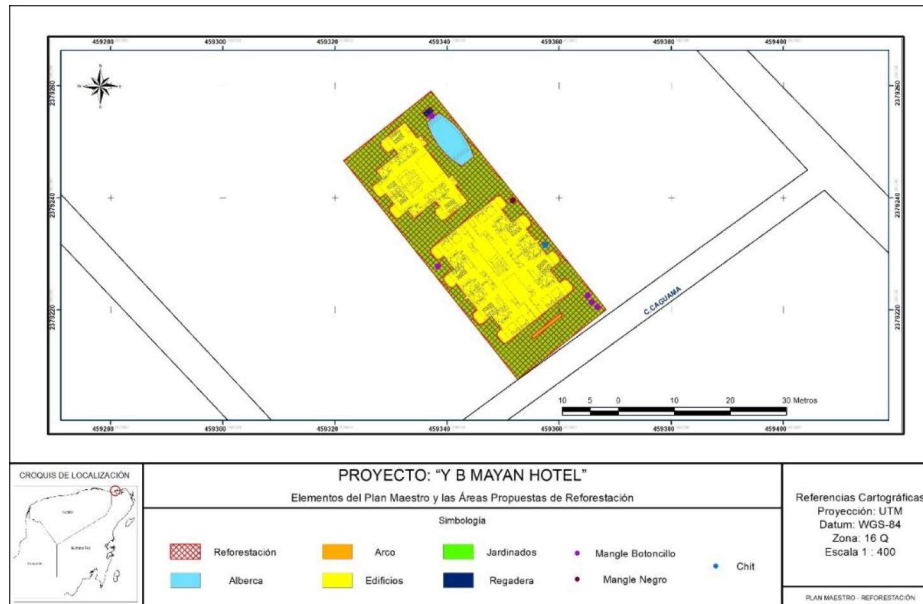 459280 459300 459320 459340 459360 459380 459400
2379260 2379260
2379240 2379240
2379220 2379220
C.CAGUAMA
10 5 0 10 20 30 Metros
459280 459300 459320 459340 459360 459380 459400
CROQUIS DE LOCALIZACIÓN
PROYECTO: “Y B MAYAN HOTEL”
Elementos del Plan Maestro y las Áreas Propuestas de Reforestación
Simbología
Reforestación
Arco
Jardinados
Mangle Botoncillo
Chit
Alberca
Edificios
Regadera
Mangle Negro
Referencias Cartográficas
Proyección: UTM
Datum: WGS-84
Zona: 16 Q
Escala 1 : 400
PLAN MAESTRO - REFORESTACIÓN